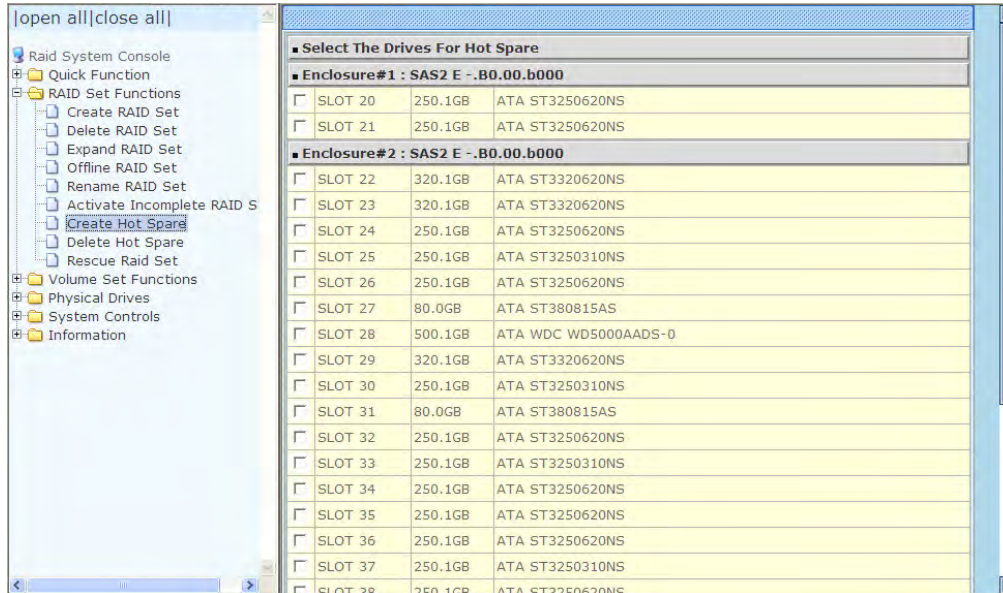 |open all|close all|
Raid System Console
Quick Function
RAID Set Functions
Create RAID Set
Delete RAID Set
Expand RAID Set
Offline RAID Set
Rename RAID Set
Activate Incomplete RAID S
Create Hot Spare
Delete Hot Spare
Rescue Raid Set
Volume Set Functions
Physical Drives
System Controls
Information
Select The Drives For Hot Spare
Enclosure#1 : SAS2 E -.B0.00.b000
SLOT 20 250.1GB ATA ST3250620NS
SLOT 21 250.1GB ATA ST3250620NS
Enclosure#2 : SAS2 E -.B0.00.b000
SLOT 22 320.1GB ATA ST3320620NS
SLOT 23 320.1GB ATA ST3320620NS
SLOT 24 250.1GB ATA ST3250620NS
SLOT 25 250.1GB ATA ST3250310NS
SLOT 26 250.1GB ATA ST3250620NS
SLOT 27 80.0GB ATA ST380815AS
SLOT 28 500.1GB ATA WDC WD5000AADS-0
SLOT 29 320.1GB ATA ST3320620NS
SLOT 30 250.1GB ATA ST3250310NS
SLOT 31 80.0GB ATA ST380815AS
SLOT 32 250.1GB ATA ST3250620NS
SLOT 33 250.1GB ATA ST3250310NS
SLOT 34 250.1GB ATA ST3250620NS
SLOT 35 250.1GB ATA ST3250620NS
SLOT 36 250.1GB ATA ST3250620NS
SLOT 37 250.1GB ATA ST3250310NS
SLOT 38 250.1GB ATA ST3250620NS